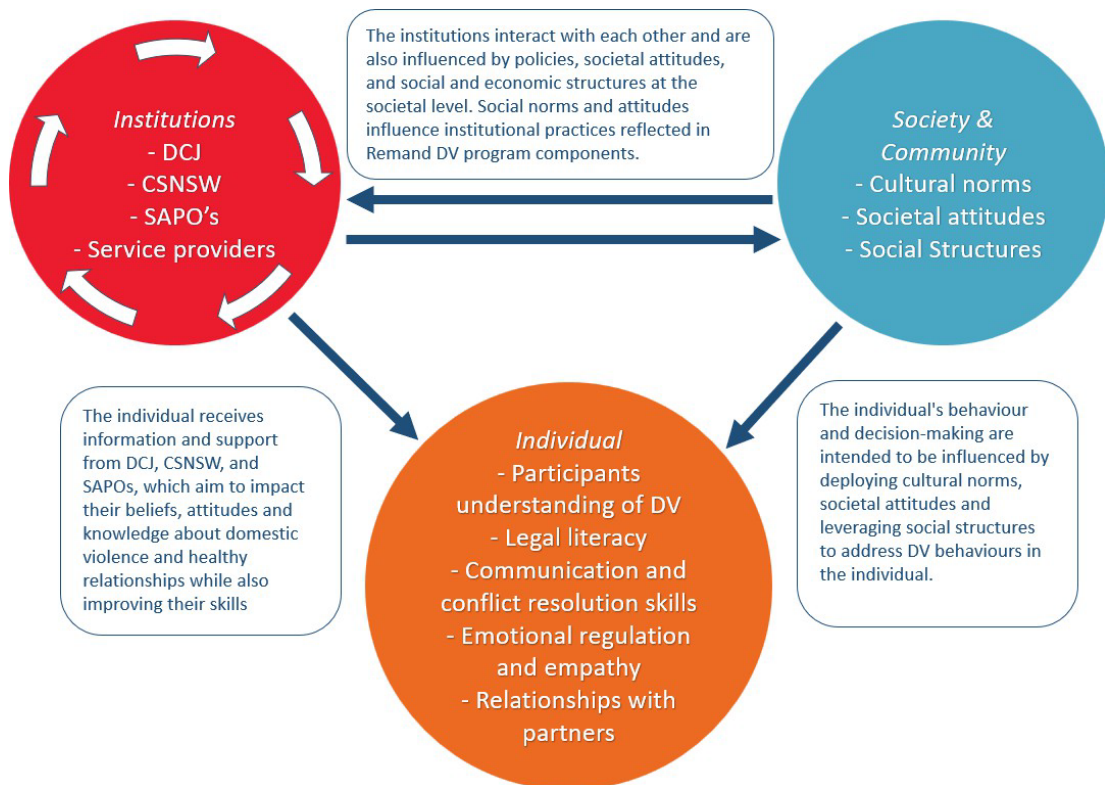 The institutions interact with each other and are
also influenced by policies, societal attitudes,
and social and economic structures at the
societal level. Social norms and attitudes
influence institutional practices reflected in
Remand DV program components.
Institutions
- DCJ
- CSNSW
- SAPO's
- Service providers
Society &
Community
- Cultural norms
- Societal attitudes
- Social Structures
The individual receives
information and support
from DCJ, CSNSW, and
SAPOs, which aim to impact
their beliefs, attitudes and
knowledge about domestic
violence and healthy
relationships while also
improving their skills
Individual
- Participants
understanding of DV
- Legal literacy
- Communication and
conflict resolution skills
- Emotional regulation
and empathy
- Relationships with
partners
The individual's behaviour
and decision-making are
intended to be influenced by
deploying cultural norms,
societal attitudes and
leveraging social structures
to address DV behaviours in
the individual.